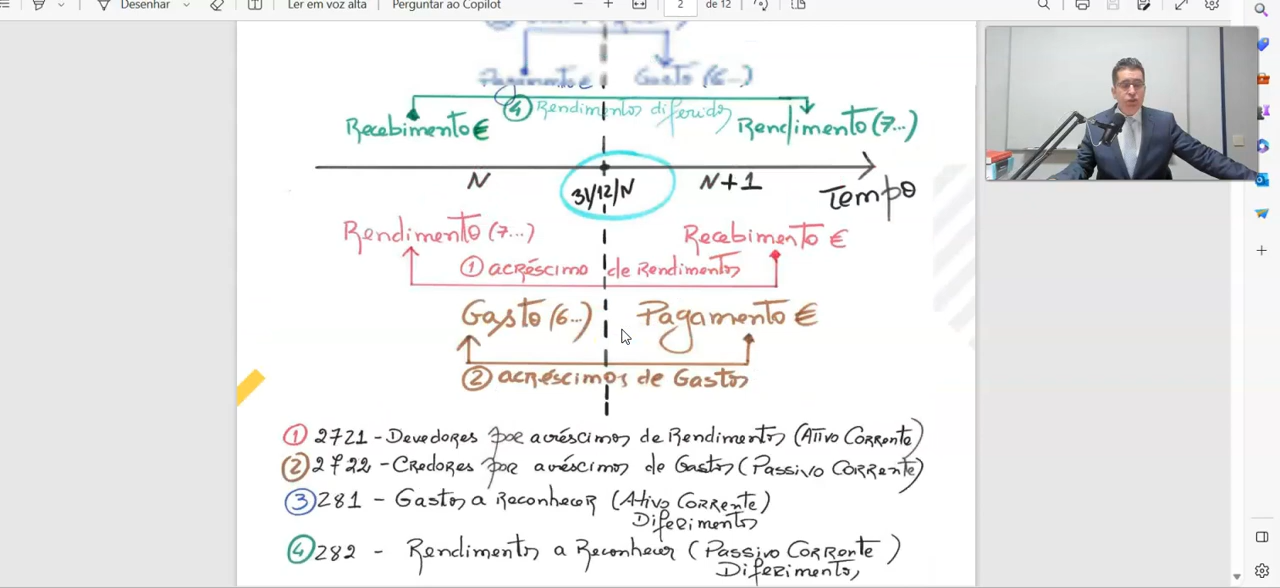 Desenhar
Ler em voz alta
Perguntar ao Copilot
2
de 12
Pagamento €
Gasto (6...)
④ Rendimentos diferidos
Recebimento €
Rendimento (7...)
N
31/12/N
N+1
Tempo
Rendimento (7...)
Recebimento €
① acréscimo de Rendimentos
Gasto (6...)
Pagamento €
② acréscimos de Gastos
① 2721 - Devedores por acréscimos de Rendimentos (Ativo Corrente)
② 2722 - Credores por acréscimos de Gastos (Passivo Corrente)
③ 281 - Gastos a Reconhecer (Ativo Corrente)
Diferimentos
④ 282 - Rendimentos a Reconhecer (Passivo Corrente)
Diferimentos